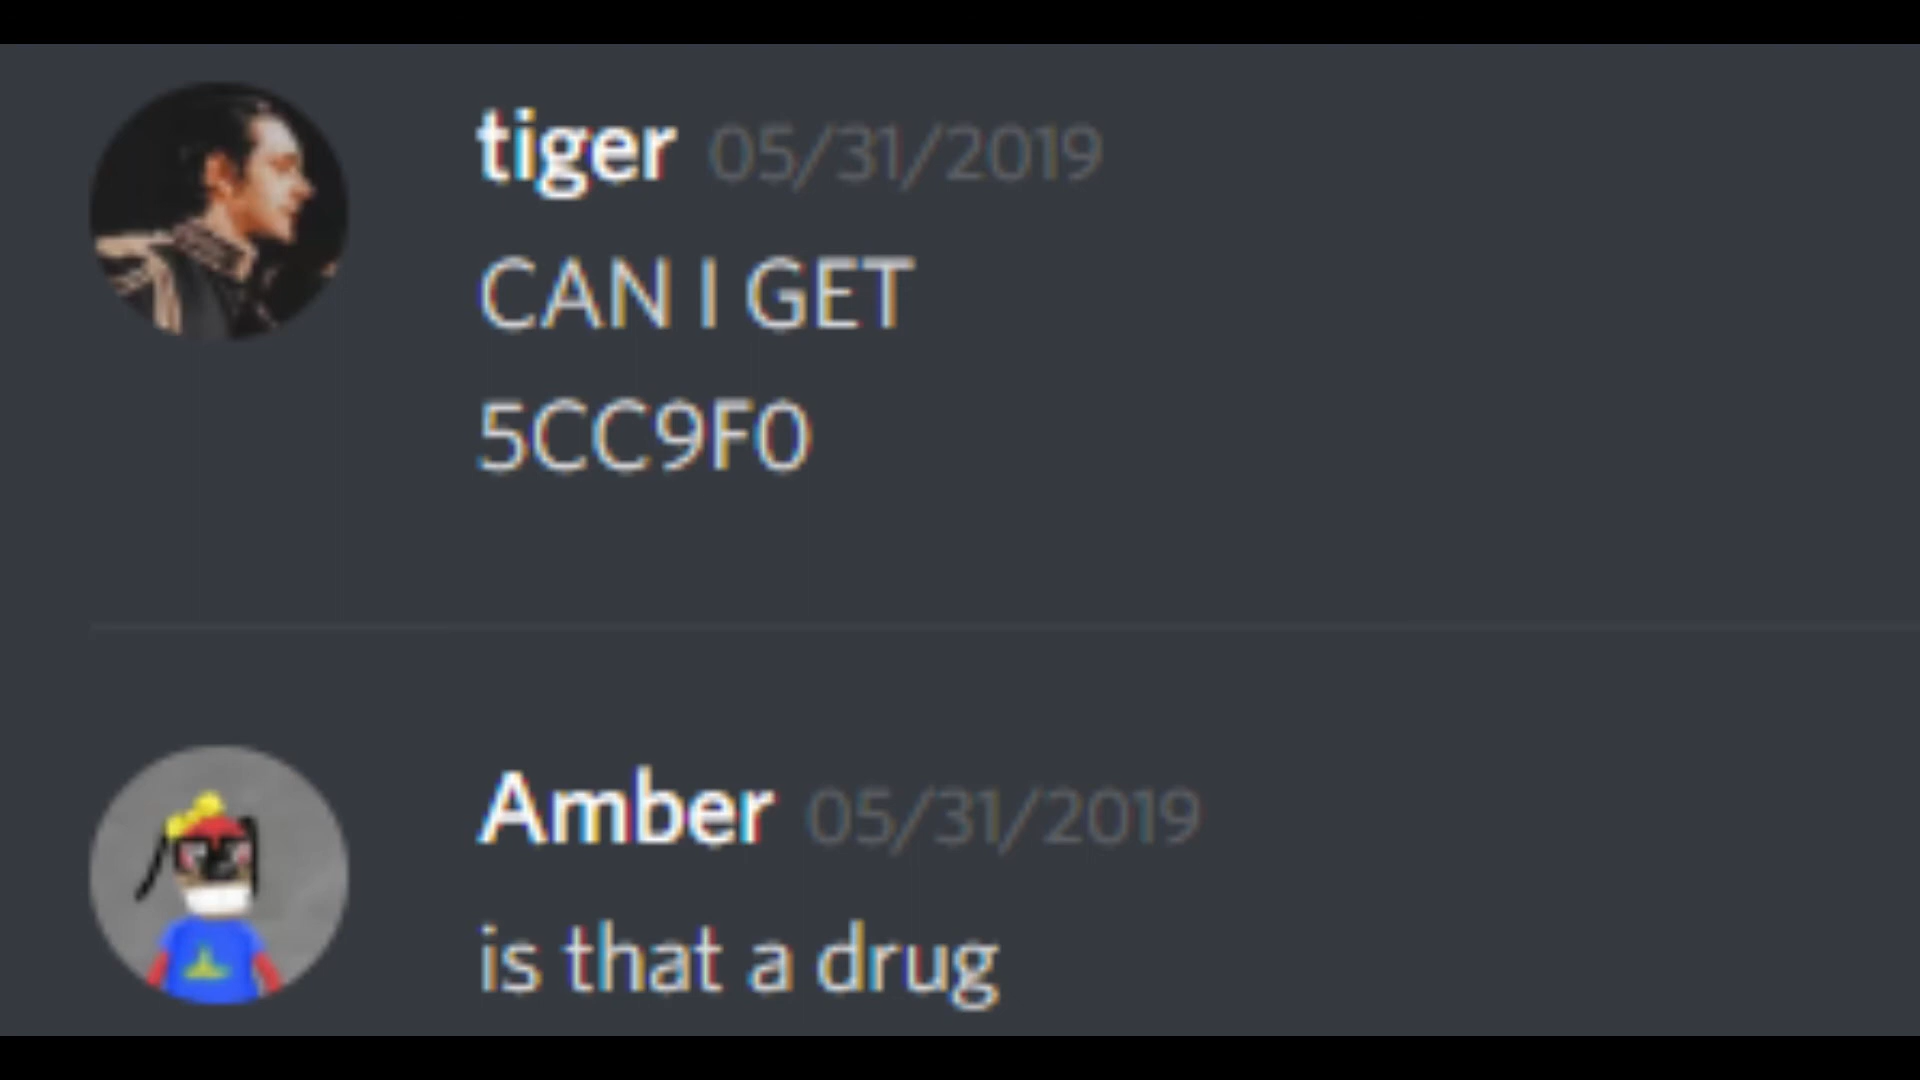 tiger 05/31/2019
CAN I GET
5CC9F0
Amber 05/31/2019
is that a drug